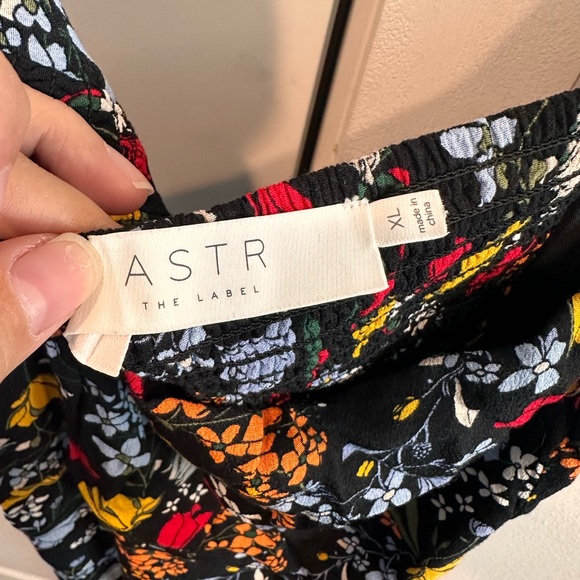 ASTR
THE LABEL
XL
made in
china